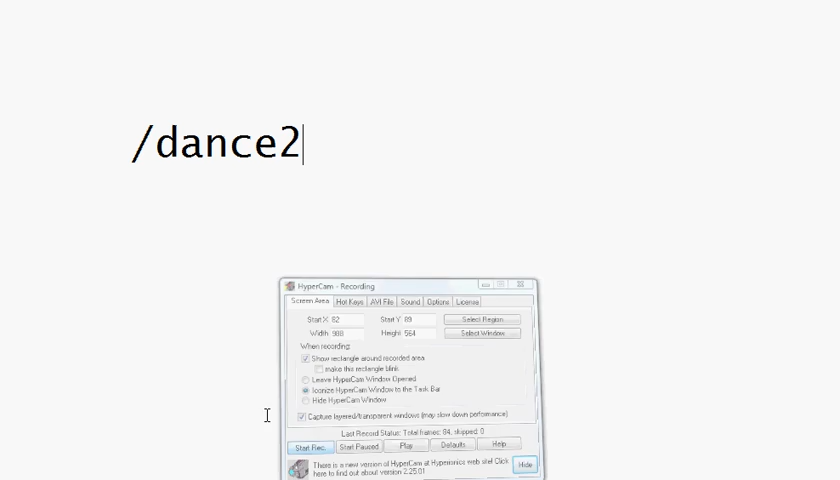 /dance2
HyperCam - Recording
Screen Area Hot Keys AVI File Sound Options License
Start X 82 Start Y 89 Select Region
Width 988 Height 564 Select Window
When recording:
Show rectangle around recorded area
make this rectangle blink
Leave HyperCam Window Opened
Iconize HyperCam Window to the Task Bar
Hide HyperCam Window
Capture layered/transparent windows (may slow down performance)
Last Record Status: Total frames: 84, skipped: 0
Start Rec. Start Paused Play Defaults Help
There is a new version of HyperCam at Hyperionics web site! Click
here to find out about version 2.25.01
Hide